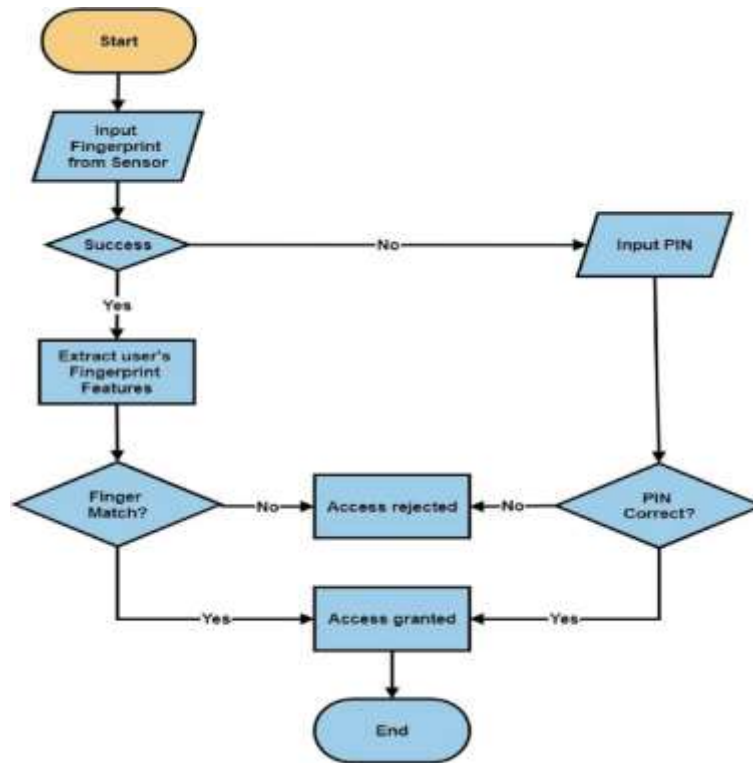 Start
Input
Fingerprint
from Sensor
Success
No
Input PIN
Yes
Extract user's
Fingerprint
Features
Finger
Match?
No
Access rejected
No
PIN
Correct?
Yes
Access granted
Yes
End